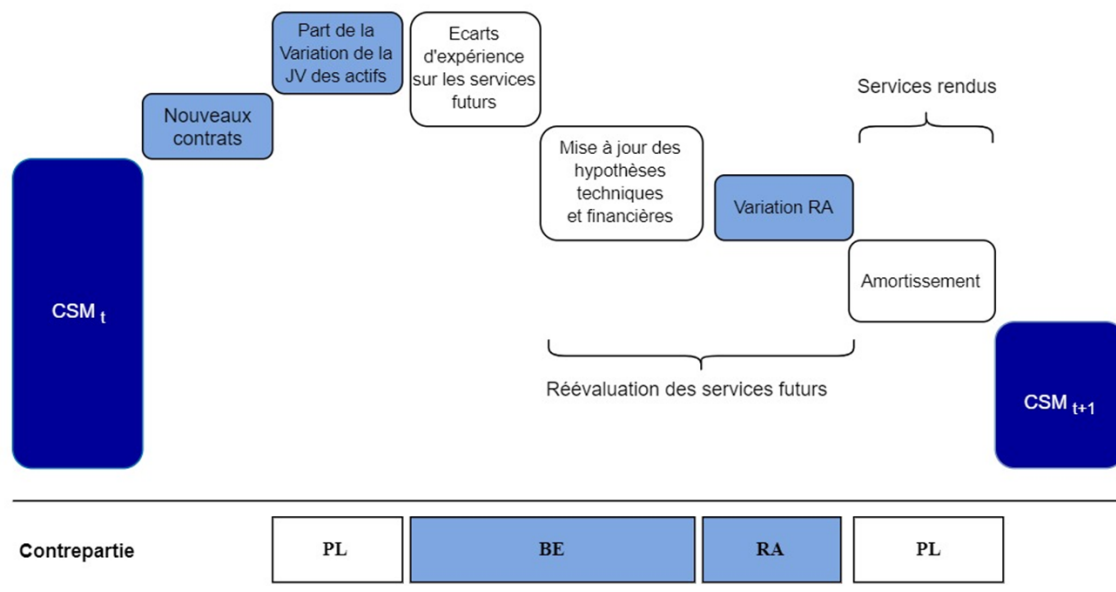 Part de la
Variation de la
JV des actifs
Ecarts
d'expérience
sur les services
futurs
Services rendus
Nouveaux
contrats
Mise à jour des
hypothèses
techniques
et financières
Variation RA
Amortissement
CSM t
Réévaluation des services futurs
CSM t+1
Contrepartie
PL
BE
RA
PL